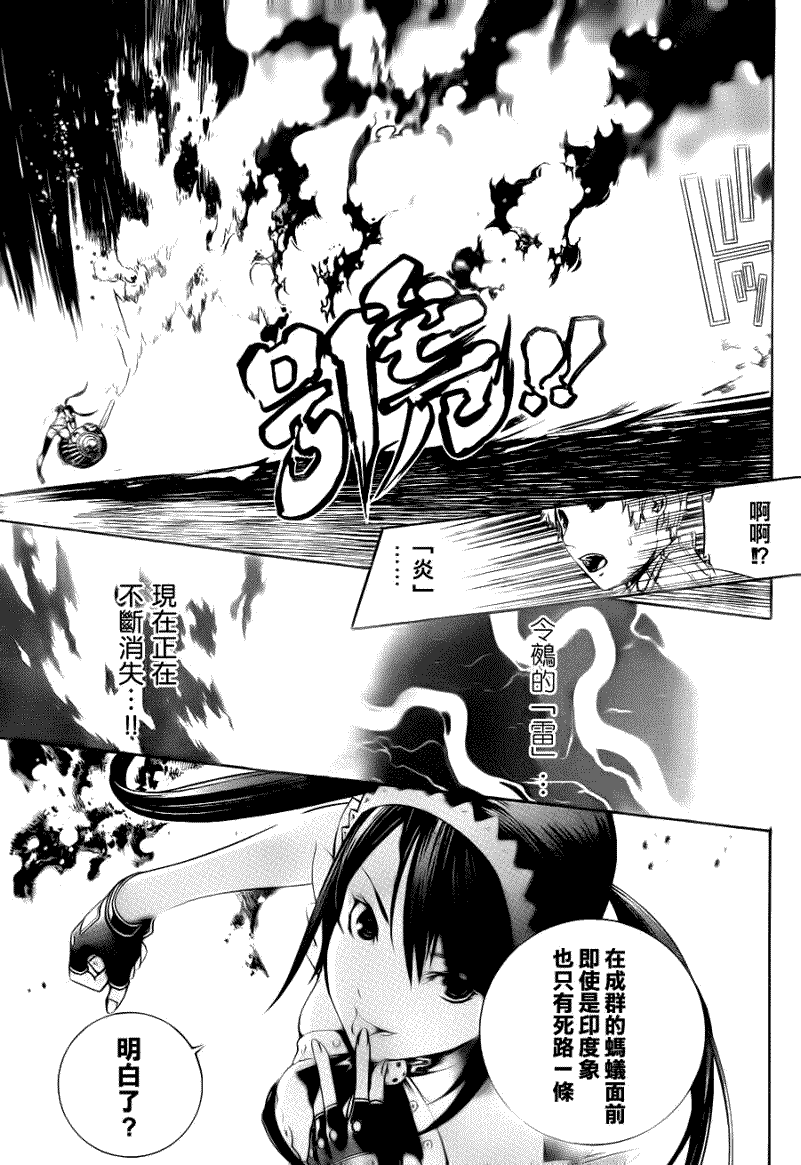 啊啊!?
「炎」
……
令鵺的「雷」…
現在正在
不斷消失…!!
在成群的螞蟻面前
即使是印度象
也只有死路一條
明白了？